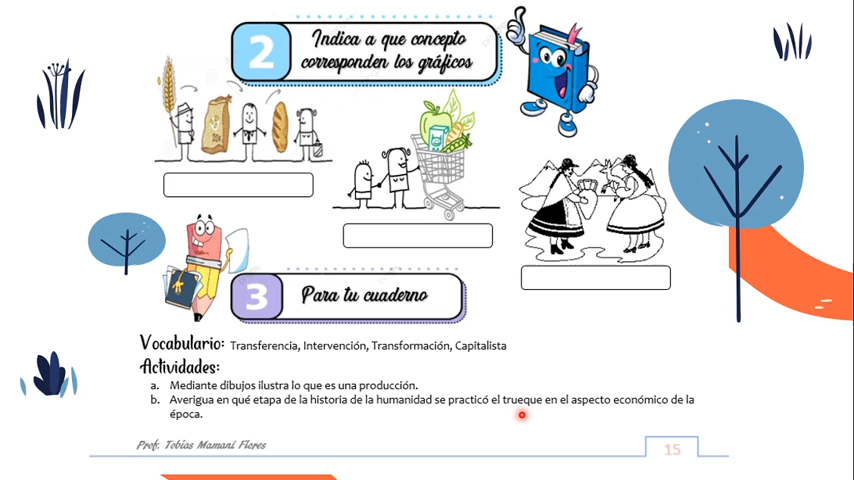 2
Indica a que concepto
corresponden los gráficos
3
Para tu cuaderno
Vocabulario: Transferencia, Intervención, Transformación, Capitalista
Actividades:
a. Mediante dibujos ilustra lo que es una producción.
b. Averigua en qué etapa de la historia de la humanidad se practicó el trueque en el aspecto económico de la
época.
Prof. Tobías Mamani Flores
15